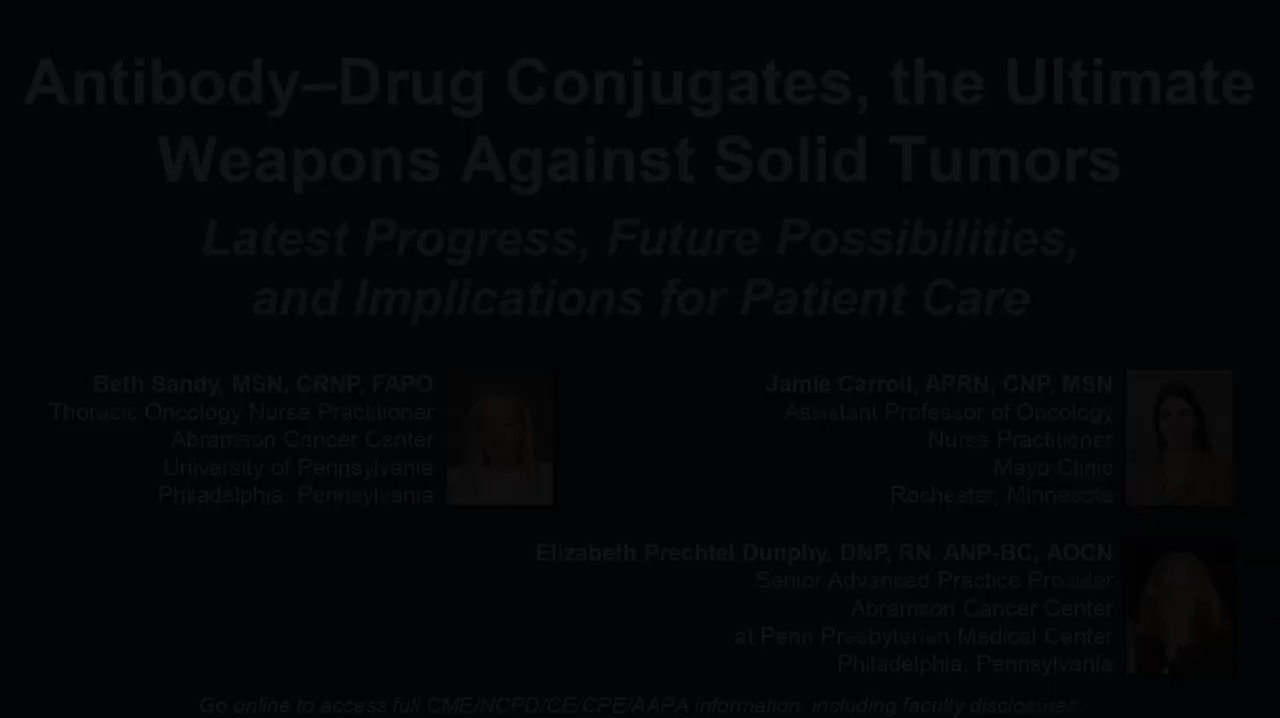 Antibody–Drug Conjugates, the Ultimate
Weapons Against Solid Tumors
Latest Progress, Future Possibilities,
and Implications for Patient Care
Beth Sandy, MSN, CRNP, FAPO
Thoracic Oncology Nurse Practitioner
Abramson Cancer Center
University of Pennsylvania
Philadelphia, Pennsylvania
Jamie Carroll, APRN, CNP, MSN
Assistant Professor of Oncology
Nurse Practitioner
Mayo Clinic
Rochester, Minnesota
Elizabeth Prechtel Dunphy, DNP, RN, ANP-BC, AOCN
Senior Advanced Practice Provider
Abramson Cancer Center
at Penn Presbyterian Medical Center
Philadelphia, Pennsylvania
Go online to access full CME/NCPD/CE/CPE/AAPA information, including faculty disclosures.